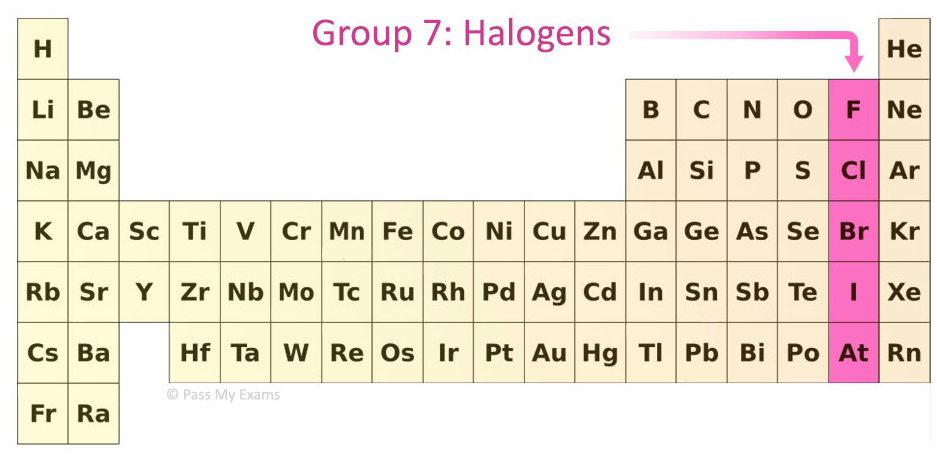 Group 7: Halogens
H He
Li Be B C N O F Ne
Na Mg Al Si P S Cl Ar
K Ca Sc Ti V Cr Mn Fe Co Ni Cu Zn Ga Ge As Se Br Kr
Rb Sr Y Zr Nb Mo Tc Ru Rh Pd Ag Cd In Sn Sb Te I Xe
Cs Ba Hf Ta W Re Os Ir Pt Au Hg Tl Pb Bi Po At Rn
© Pass My Exams
Fr Ra